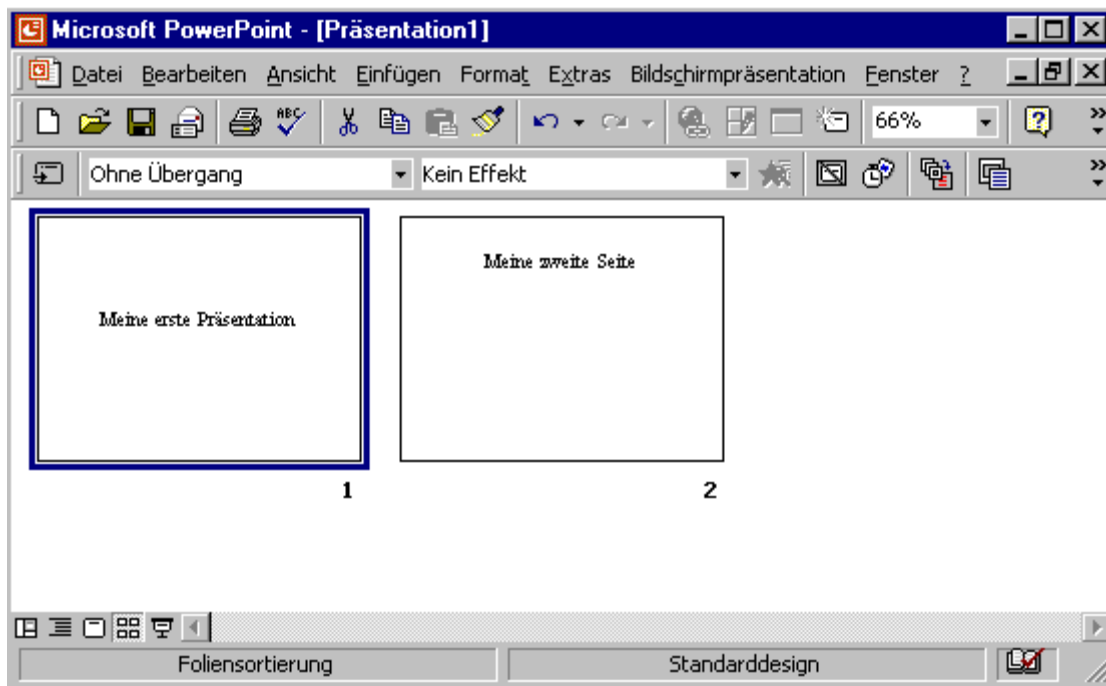 Microsoft PowerPoint - [Präsentation1]
Datei Bearbeiten Ansicht Einfügen Format Extras Bildschirmpräsentation Fenster ?
ABC 66% ?
Ohne Übergang Kein Effekt
Meine erste Präsentation
1
Meine zweite Seite
2
Foliensortierung Standarddesign